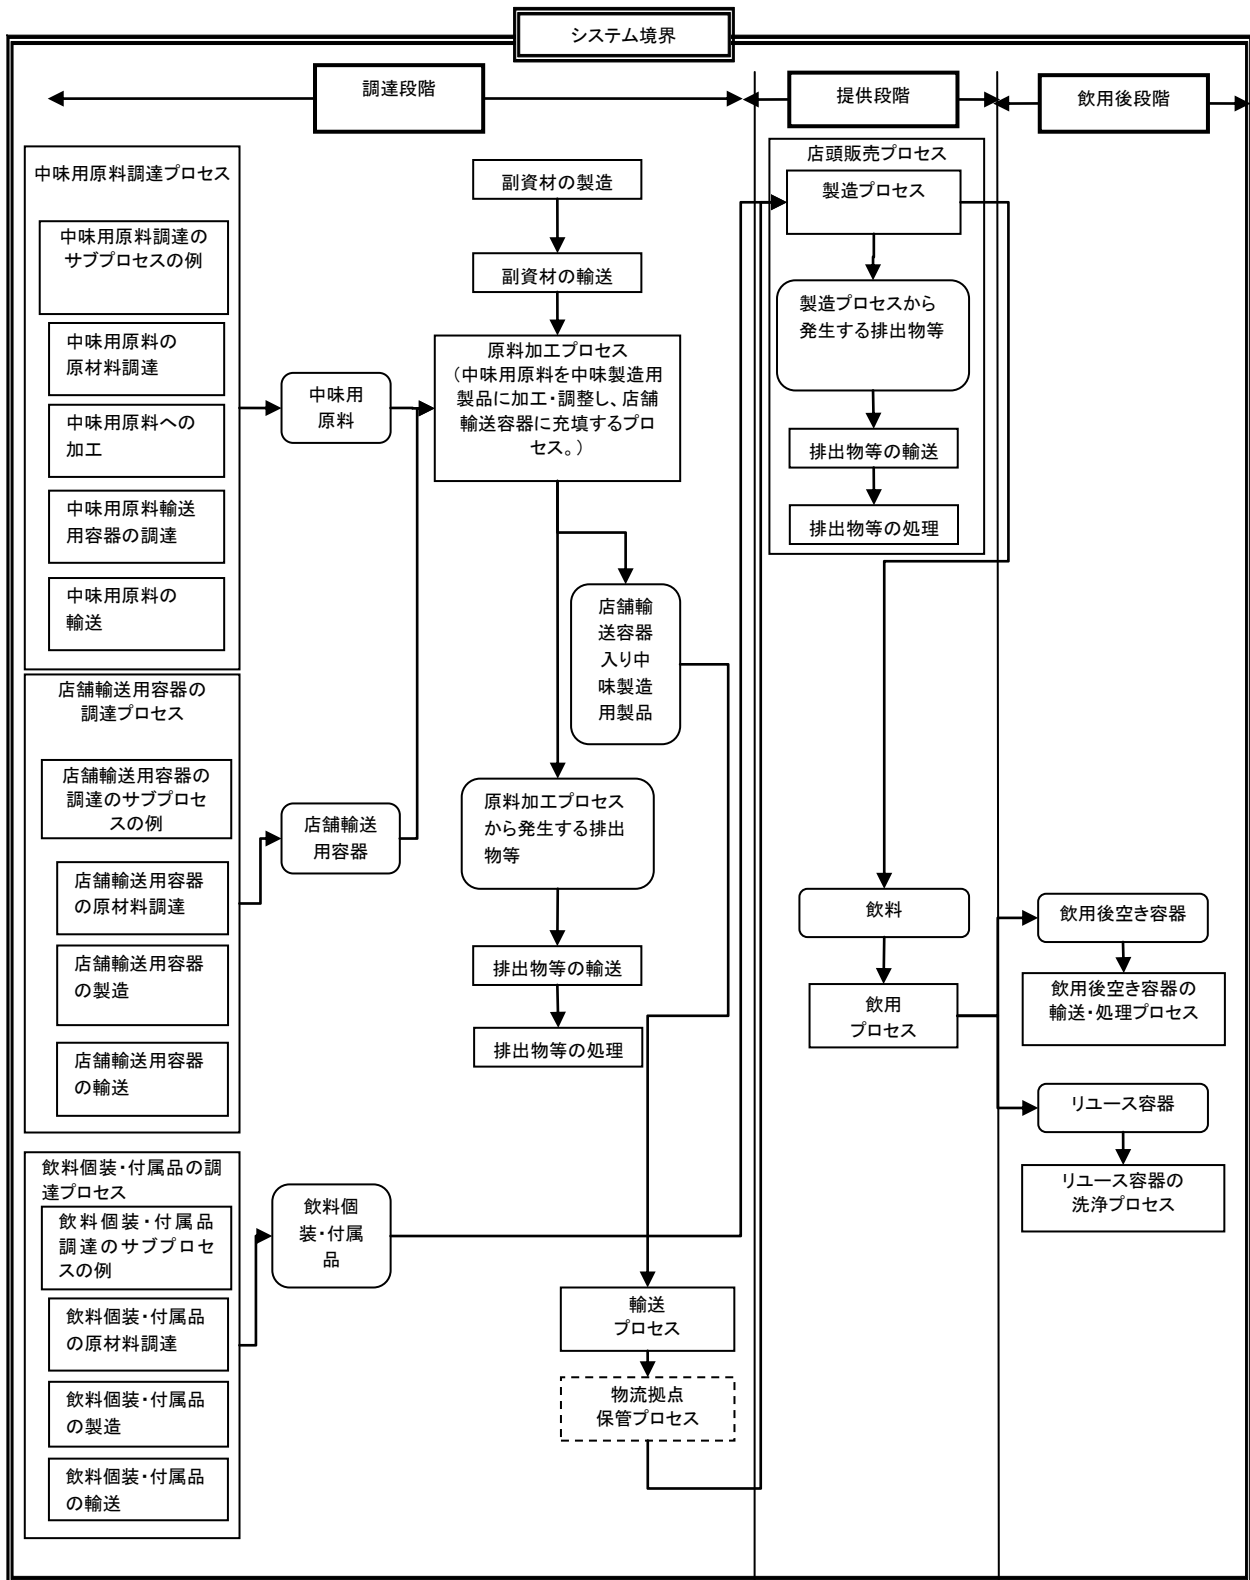 システム境界
調達段階
提供段階
飲用後段階
中味用原料調達プロセス
中味用原料調達の
サブプロセスの例
中味用原料の
原材料調達
中味用原料への
加工
中味用原料輸送
用容器の調達
中味用原料の
輸送
中味用
原料
店舗輸送用容器の
調達プロセス
店舗輸送用容器の
調達のサブプロセ
スの例
店舗輸送用容器
の原材料調達
店舗輸送用容器
の製造
店舗輸送用容器
の輸送
店舗輸送
用容器
飲料個装・付属品の調
達プロセス
飲料個装・付属品
調達のサブプロセ
スの例
飲料個装・付属品
の原材料調達
飲料個装・付属品
の製造
飲料個装・付属品
の輸送
飲料個
装・付属
品
副資材の製造
副資材の輸送
原料加工プロセス
（中味用原料を中味製造用
製品に加工・調整し、店舗
輸送容器に充填するプロ
セス。）
店舗輸
送容器
入り中
味製造
用製品
原料加工プロセス
から発生する排出
物等
排出物等の輸送
排出物等の処理
輸送
プロセス
物流拠点
保管プロセス
店頭販売プロセス
製造プロセス
製造プロセスから
発生する排出物等
排出物等の輸送
排出物等の処理
飲料
飲用
プロセス
飲用後空き容器
飲用後空き容器の
輸送・処理プロセス
リユース容器
リユース容器の
洗浄プロセス